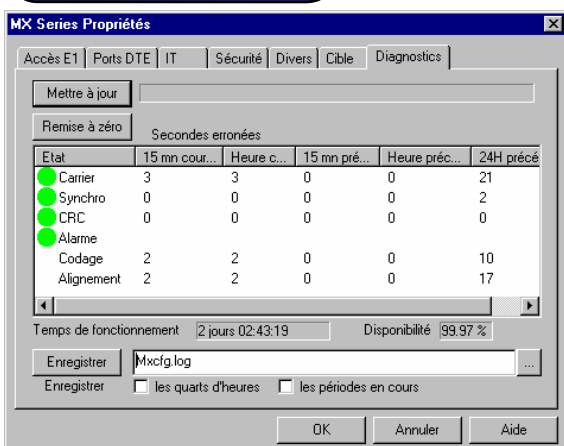 MX Series Propriétés
Accès E1 Ports DTE IT Sécurité Divers Cible Diagnostics
Mettre à jour
Remise à zéro Secondes erronées
Etat 15 mn cour... Heure c... 15 mn pré... Heure préc... 24H précé
Carrier 3 3 0 0 21
Synchro 0 0 0 0 2
CRC 0 0 0 0 0
Alarme
Codage 2 2 0 0 10
Alignement 2 2 0 0 17
Temps de fonctionnement 2 jours 02:43:19 Disponibilité 99.97 %
Enregistrer Mxcfg.log ...
Enregistrer les quarts d'heures les périodes en cours
OK Annuler Aide